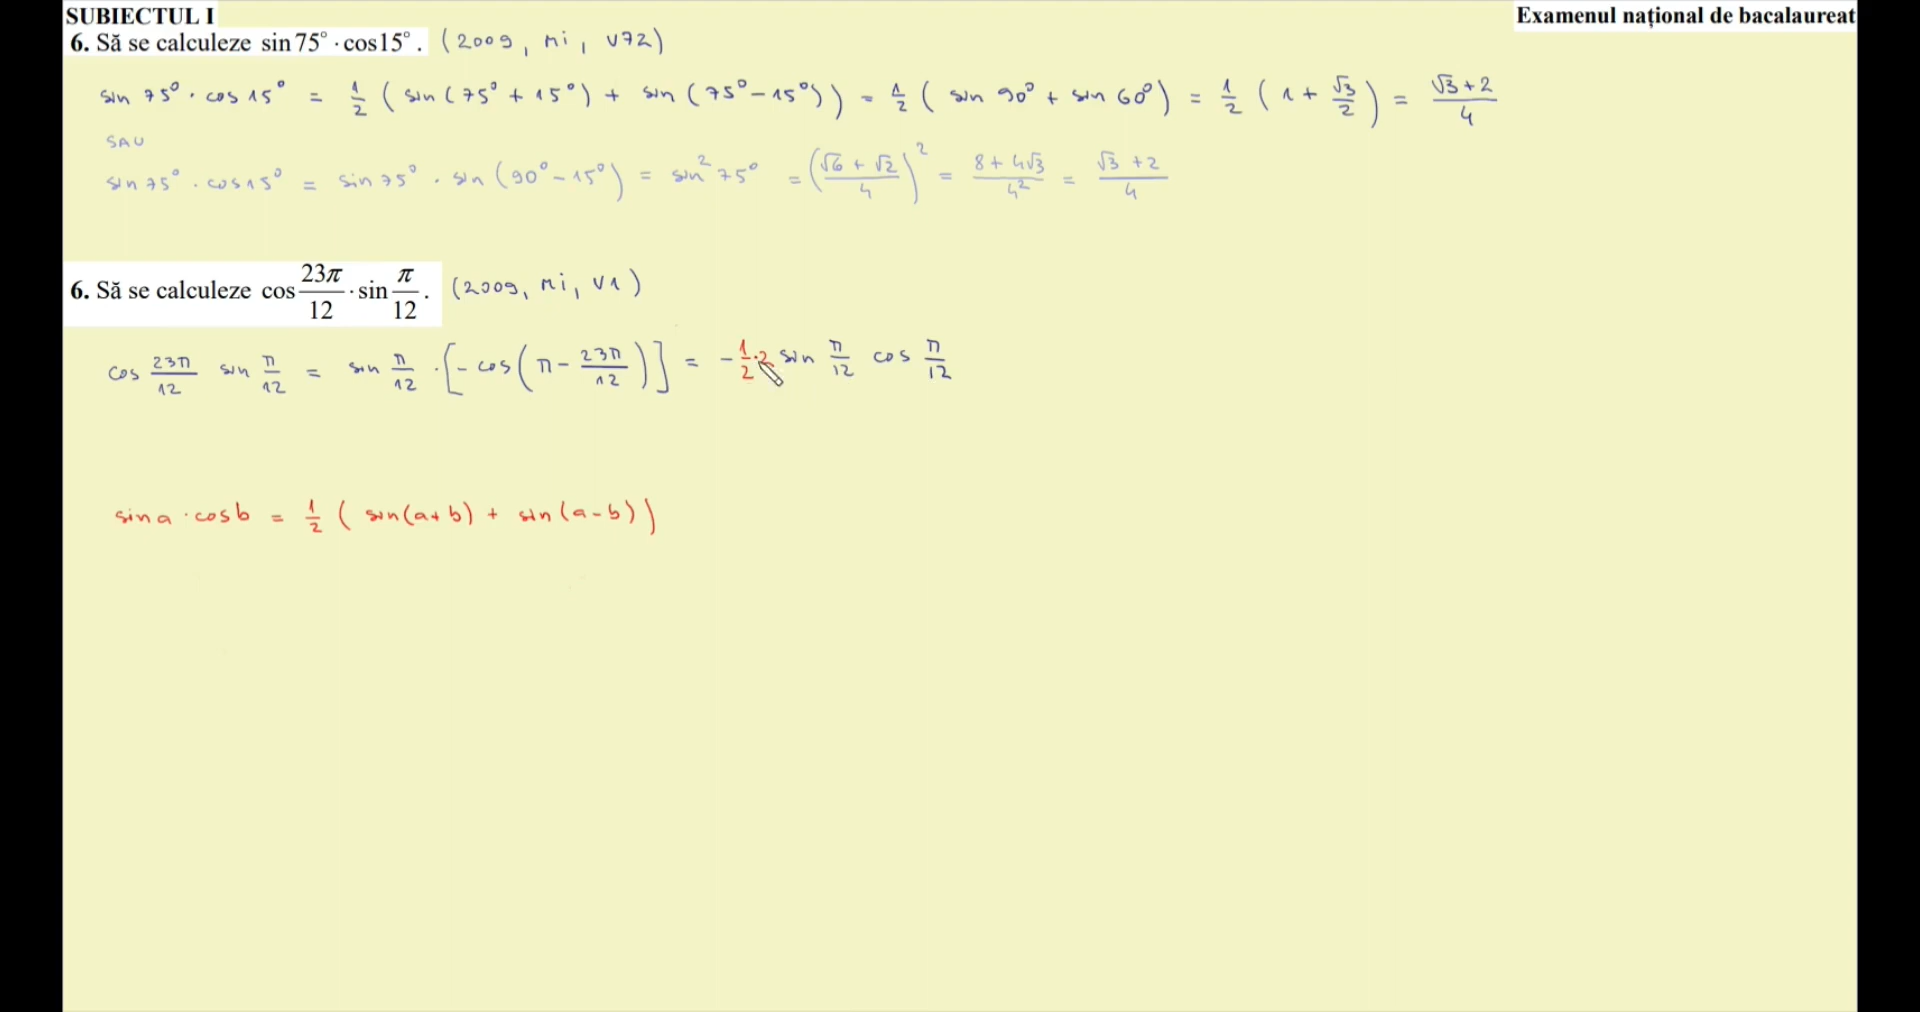 SUBIECTUL I
Examenul național de bacalaureat
6. Să se calculeze sin 75° · cos15° . (2009, Mi, V72)
sin 75° · cos 15° = 1/2 ( sin (75° + 15°) + sin (75° − 15°) ) = 1/2 ( sin 90° + sin 60° ) = 1/2 ( 1 + √3/2 ) = (√3 + 2)/4
SAU
sin 75° · cos 15° = sin 75° · sin (90° − 15°) = sin² 75° = ( (√6 + √2)/4 )² = (8 + 4√3)/4² = (√3 + 2)/4
6. Să se calculeze cos 23π/12 · sin π/12 . (2009, Mi, V1)
cos 23π/12 sin π/12 = sin π/12 · [ − cos ( π − 23π/12 ) ] = − 1/2 · 2 sin π/12 cos π/12
sin a · cos b = 1/2 ( sin(a+b) + sin(a−b) )